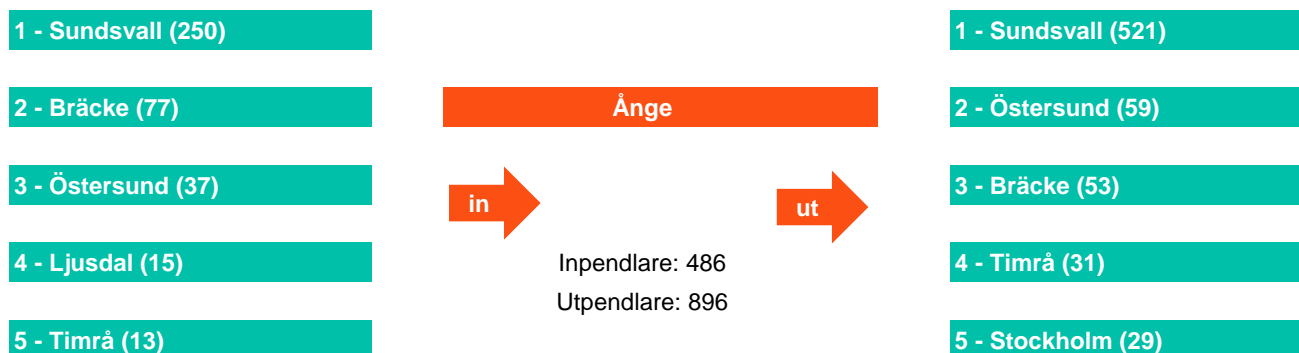 1 - Sundsvall (250)
2 - Bräcke (77)
3 - Östersund (37)
4 - Ljusdal (15)
5 - Timrå (13)
Ånge
in
ut
Inpendlare: 486
Utpendlare: 896
1 - Sundsvall (521)
2 - Östersund (59)
3 - Bräcke (53)
4 - Timrå (31)
5 - Stockholm (29)